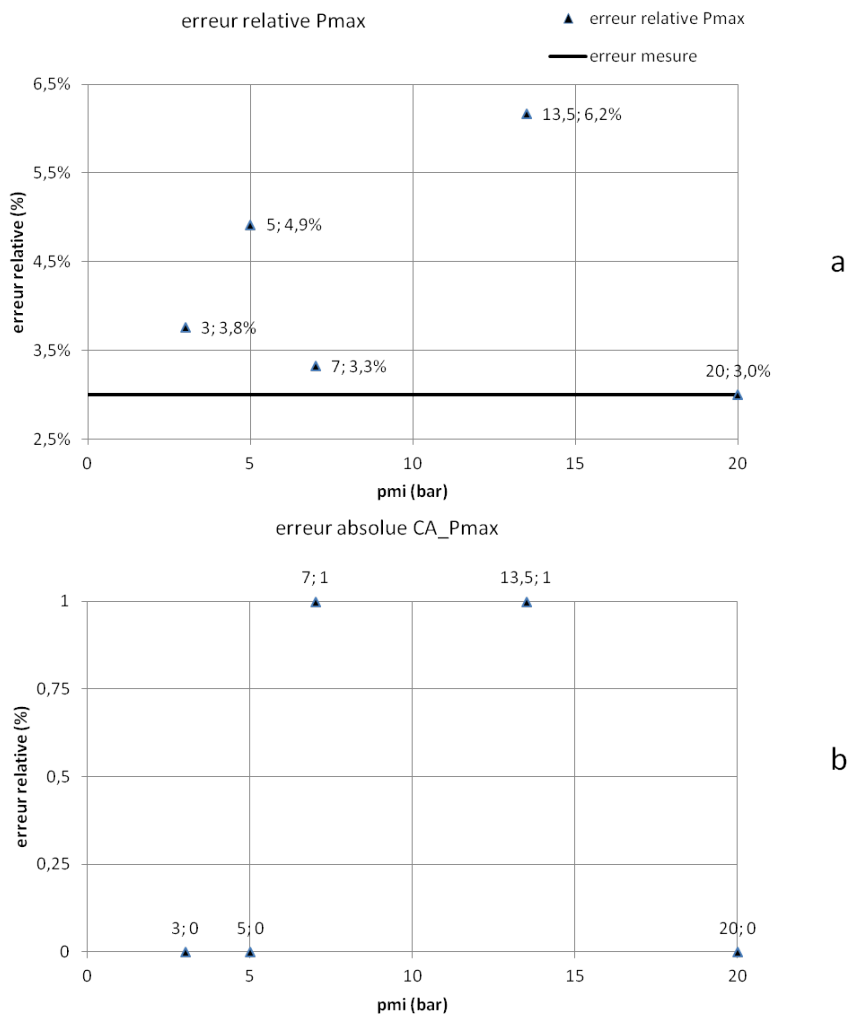 erreur relative Pmax
erreur relative Pmax
erreur mesure
6,5%
5,5%
4,5%
3,5%
2,5%
erreur relative (%)
13,5; 6,2%
5; 4,9%
3; 3,8%
7; 3,3%
20; 3,0%
0 5 10 15 20
pmi (bar)
a
erreur absolue CA_Pmax
7; 1
13,5; 1
1
0,75
0,5
0,25
0
erreur relative (%)
3; 0
5; 0
20; 0
0 5 10 15 20
pmi (bar)
b